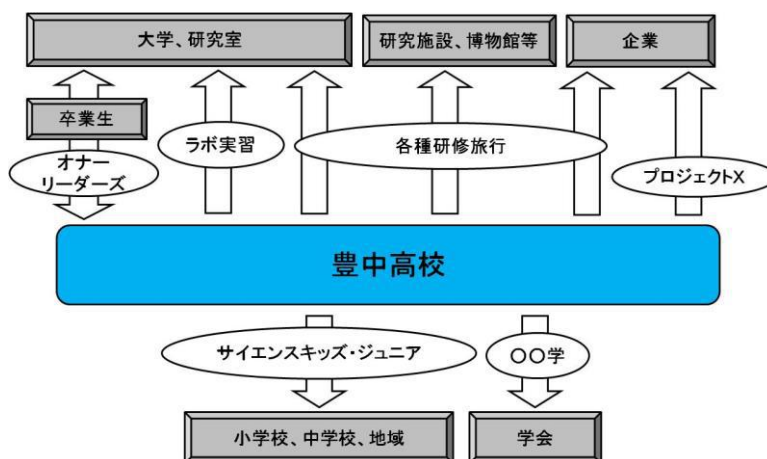 大学、研究室
研究施設、博物館等
企業
卒業生
オナー
リーダーズ
ラボ実習
各種研修旅行
プロジェクトX
豊中高校
サイエンスキッズ・ジュニア
○○学
小学校、中学校、地域
学会